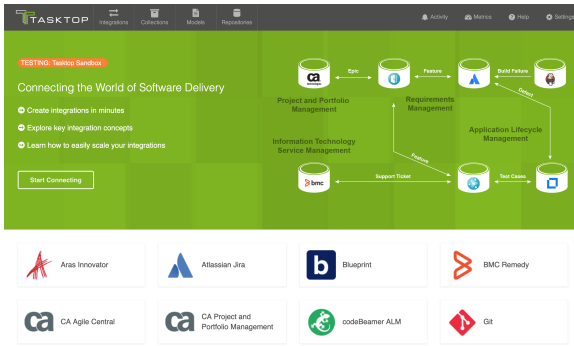 TASKTOP
Integrations
Collections
Models
Repositories
Activity
Metrics
Help
Settings
TESTING: Tasktop Sandbox
Connecting the World of Software Delivery
Create integrations in minutes
Explore key integration concepts
Learn how to easily scale your integrations
Start Connecting
ca
Epic
Feature
Build Failure
Defect
Project and Portfolio
Management
Requirements
Management
Application Lifecycle
Management
Information Technology
Service Management
Feature
bmc
Support Ticket
Test Cases
Aras Innovator
Atlassian Jira
b
Blueprint
BMC Remedy
ca
CA Agile Central
ca
CA Project and
Portfolio Management
codeBeamer ALM
Git